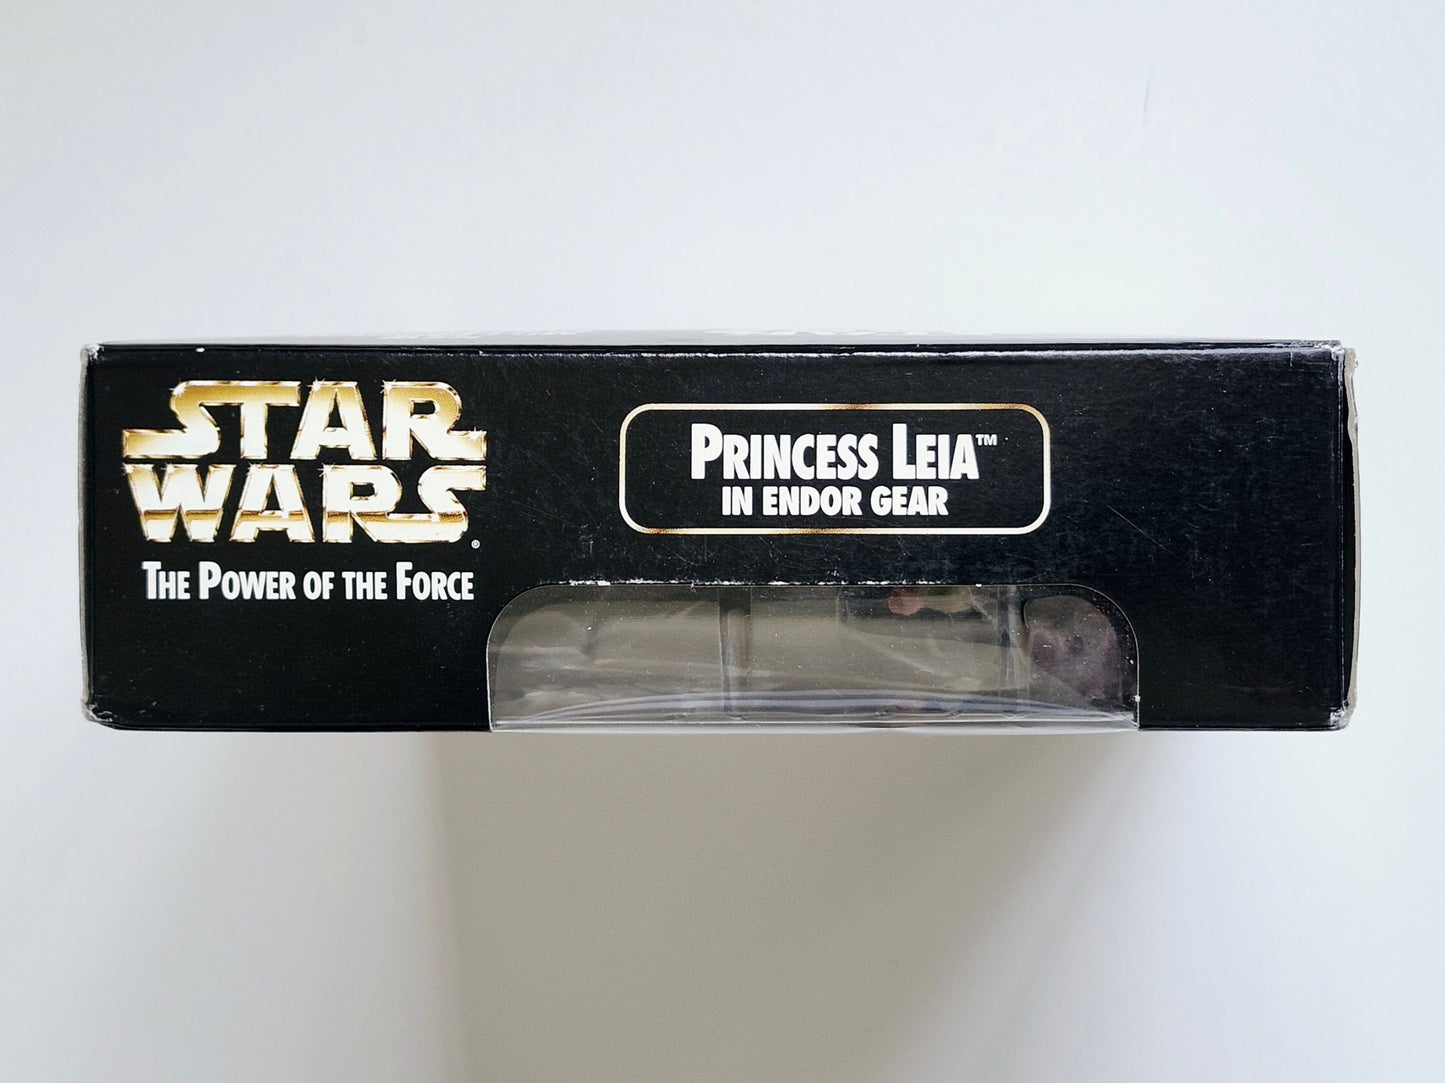 STAR
WARS®
THE POWER OF THE FORCE
PRINCESS LEIA™
IN ENDOR GEAR